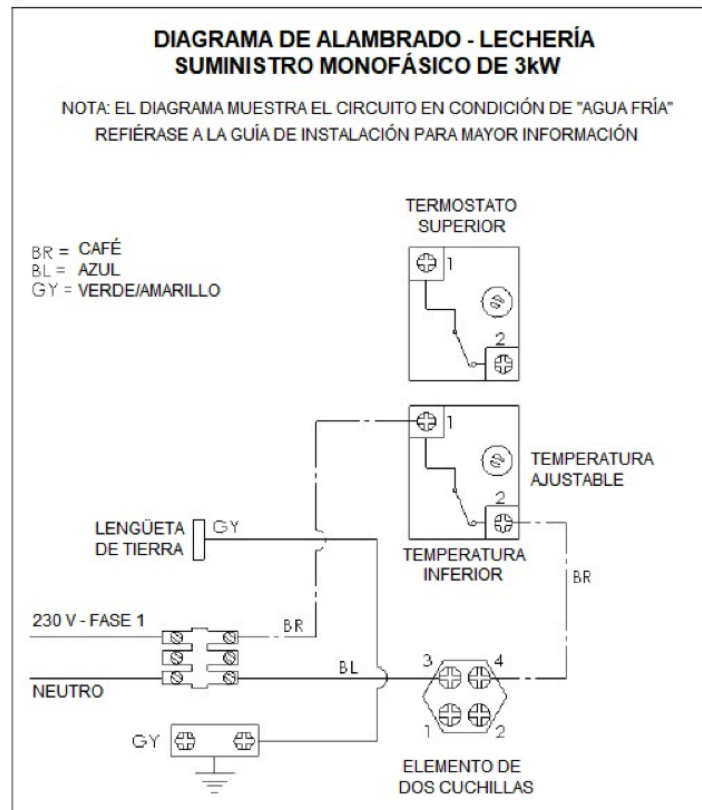 DIAGRAMA DE ALAMBRADO - LECHERÍA
SUMINISTRO MONOFÁSICO DE 3kW
NOTA: EL DIAGRAMA MUESTRA EL CIRCUITO EN CONDICIÓN DE "AGUA FRÍA"
REFIÉRASE A LA GUÍA DE INSTALACIÓN PARA MAYOR INFORMACIÓN
TERMOSTATO
SUPERIOR
BR = CAFÉ
BL = AZUL
GY = VERDE/AMARILLO
1
2
1
TEMPERATURA
AJUSTABLE
2
LENGÜETA
DE TIERRA
GY
TEMPERATURA
INFERIOR
BR
230 V - FASE 1
BR
NEUTRO
BL
3
4
1
2
GY
ELEMENTO DE
DOS CUCHILLAS